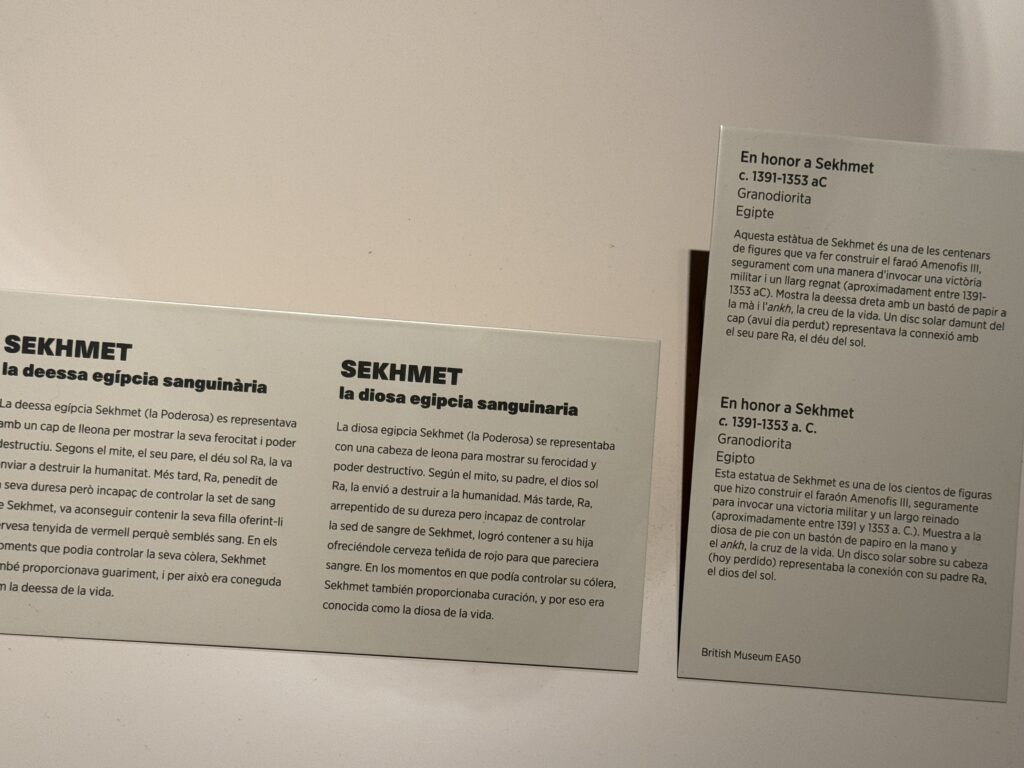 SEKHMET
la deessa egípcia sanguinària
La deessa egípcia Sekhmet (la Poderosa) es representava
amb un cap de lleona per mostrar la seva ferocitat i poder
destructiu. Segons el mite, el seu pare, el déu sol Ra, la va
enviar a destruir la humanitat. Més tard, Ra, penedit de
seva duresa però incapaç de controlar la set de sang
Sekhmet, va aconseguir contenir la seva filla oferint-li
cervesa tenyida de vermell perquè semblés sang. En els
moments que podia controlar la seva còlera, Sekhmet
també proporcionava guariment, i per això era coneguda
la deessa de la vida.
SEKHMET
la diosa egipcia sanguinaria
La diosa egipcia Sekhmet (la Poderosa) se representaba
con una cabeza de leona para mostrar su ferocidad y
poder destructivo. Según el mito, su padre, el dios sol
Ra, la envió a destruir a la humanidad. Más tarde, Ra,
arrepentido de su dureza pero incapaz de controlar
la sed de sangre de Sekhmet, logró contener a su hija
ofreciéndole cerveza teñida de rojo para que pareciera
sangre. En los momentos en que podía controlar su cólera,
Sekhmet también proporcionaba curación, y por eso era
conocida como la diosa de la vida.
En honor a Sekhmet
c. 1391-1353 aC
Granodiorita
Egipte
Aquesta estàtua de Sekhmet és una de les centenars
de figures que va fer construir el faraó Amenofis III,
segurament com una manera d'invocar una victòria
militar i un llarg regnat (aproximadament entre 1391-
1353 aC). Mostra la deessa dreta amb un bastó de papir a
la mà i l'ankh, la creu de la vida. Un disc solar damunt del
cap (avui dia perdut) representava la connexió amb
el seu pare Ra, el déu del sol.
En honor a Sekhmet
c. 1391-1353 a. C.
Granodiorita
Egipto
Esta estatua de Sekhmet es una de los cientos de figuras
que hizo construir el faraón Amenofis III, seguramente
para invocar una victoria militar y un largo reinado
(aproximadamente entre 1391 y 1353 a. C.). Muestra a la
diosa de pie con un bastón de papiro en la mano y
el ankh, la cruz de la vida. Un disco solar sobre su cabeza
(hoy perdido) representaba la conexión con su padre Ra,
el dios del sol.
British Museum EA50